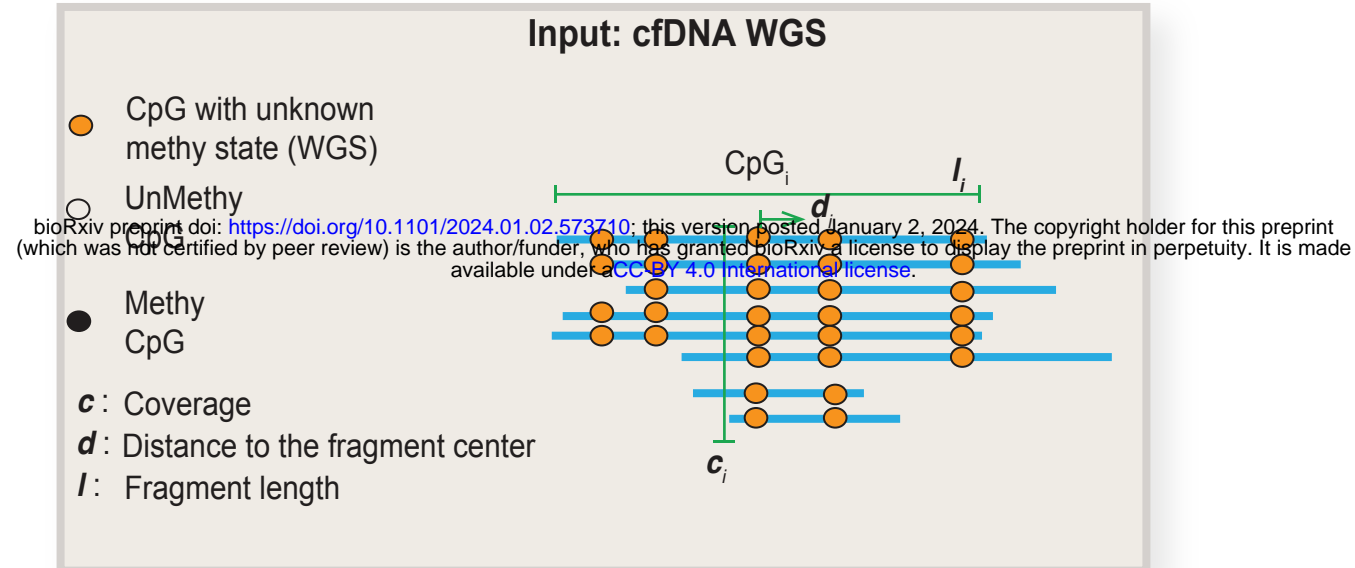 Input: cfDNA WGS
CpG with unknown
methy state (WGS)
CpGi
li
UnMethy
di
bioRxiv preprint doi: https://doi.org/10.1101/2024.01.02.573710; this version posted January 2, 2024. The copyright holder for this preprint
CpG
(which was not certified by peer review) is the author/funder, who has granted bioRxiv a license to display the preprint in perpetuity. It is made
available under aCC-BY 4.0 International license.
Methy
CpG
c : Coverage
d : Distance to the fragment center
ci
l : Fragment length